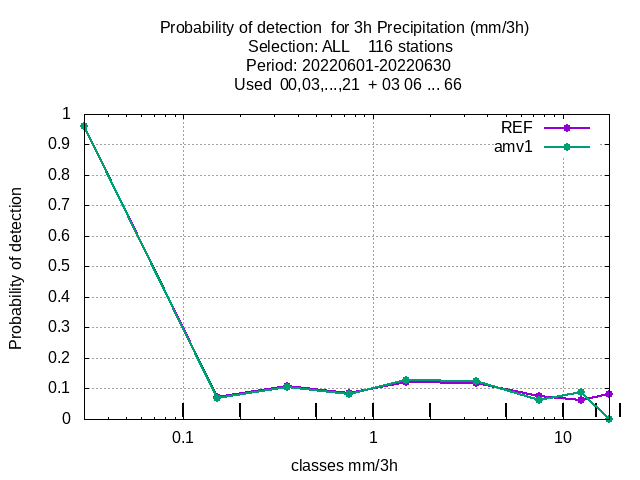 Probability of detection  for 3h Precipitation (mm/3h)
Selection: ALL    116 stations
Period: 20220601-20220630
Used  00,03,...,21  + 03 06 ... 66
REF
amv1
1
0.9
0.8
0.7
0.6
0.5
0.4
0.3
0.2
0.1
0
Probability of detection
0.1 1 10
classes mm/3h